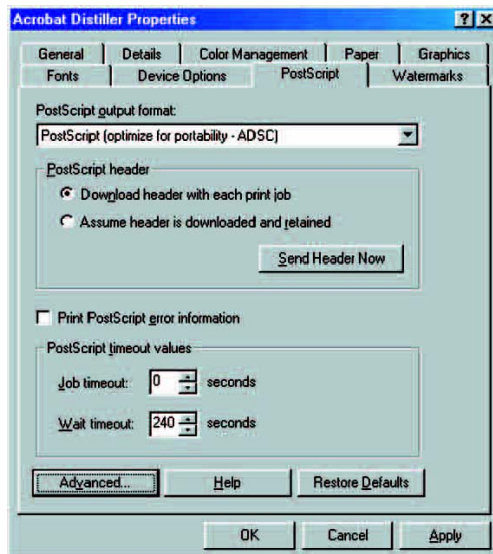 Acrobat Distiller Properties
General Details Color Management Paper Graphics
Fonts Device Options PostScript Watermarks
PostScript output format:
PostScript (optimize for portability - ADSC)
PostScript header
Download header with each print job
Assume header is downloaded and retained
Send Header Now
Print PostScript error information
PostScript timeout values
Job timeout: 0 seconds
Wait timeout: 240 seconds
Advanced... Help Restore Defaults
OK Cancel Apply